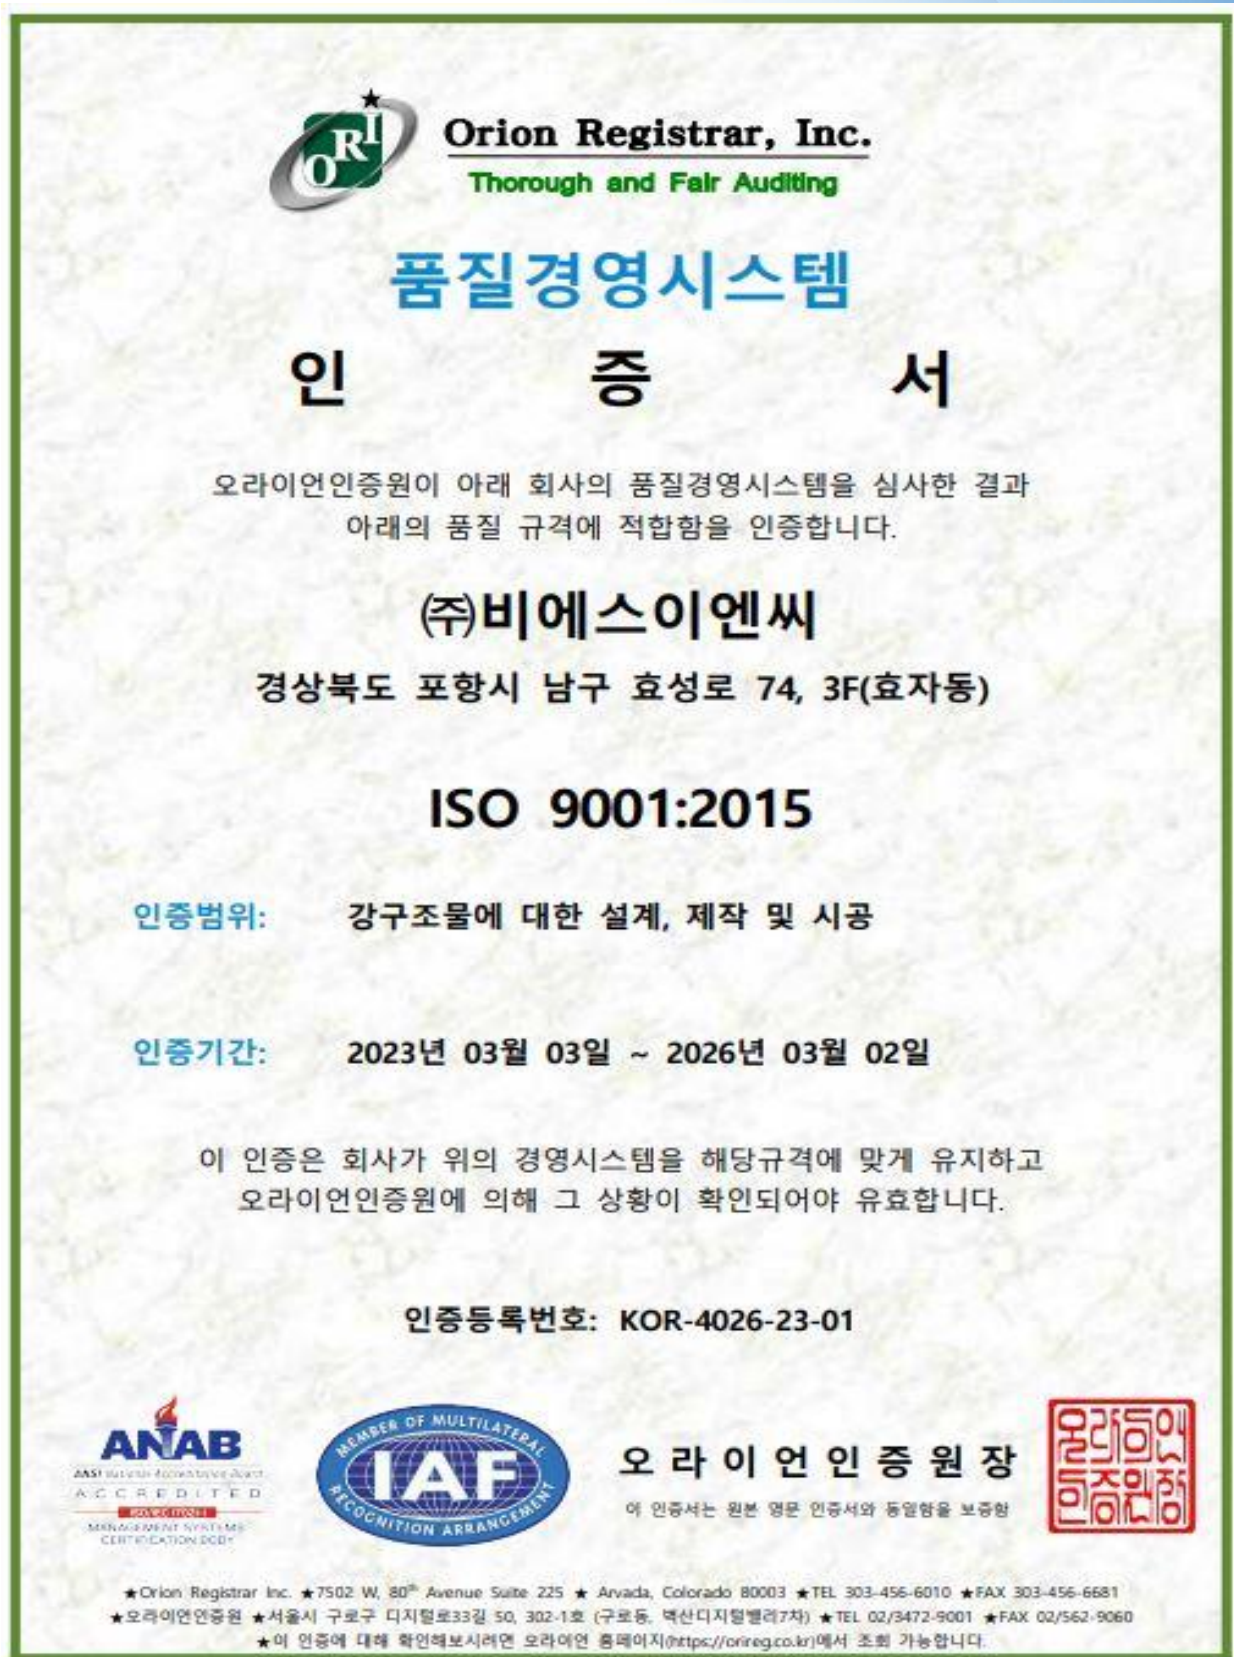 ORI
Orion Registrar, Inc.
Thorough and Fair Auditing
품질경영시스템
인 증 서
오라이언인증원이 아래 회사의 품질경영시스템을 심사한 결과
아래의 품질 규격에 적합함을 인증합니다.
㈜비에스이엔씨
경상북도 포항시 남구 효성로 74, 3F(효자동)
ISO 9001:2015
인증범위: 강구조물에 대한 설계, 제작 및 시공
인증기간: 2023년 03월 03일 ~ 2026년 03월 02일
이 인증은 회사가 위의 경영시스템을 해당규격에 맞게 유지하고
오라이언인증원에 의해 그 상황이 확인되어야 유효합니다.
인증등록번호: KOR-4026-23-01
ANAB
ANSI National Accreditation Board
ACCREDITED
ISO/IEC 17021-1
MANAGEMENT SYSTEMS
CERTIFICATION BODY
MEMBER OF MULTILATERAL
IAF
RECOGNITION ARRANGEMENT
오라이언인증원장
이 인증서는 원본 영문 인증서와 동일함을 보증함
오라이언
인증원장
★Orion Registrar Inc. ★7502 W, 80th Avenue Suite 225 ★ Arvada, Colorado 80003 ★TEL 303-456-6010 ★FAX 303-456-6681
★오라이언인증원 ★서울시 구로구 디지털로33길 50, 302-1호 (구로동, 벽산디지털밸리7차) ★TEL 02/3472-9001 ★FAX 02/562-9060
★이 인증에 대해 확인해보시려면 오라이언 홈페이지(https://orireg.co.kr)에서 조회 가능합니다.